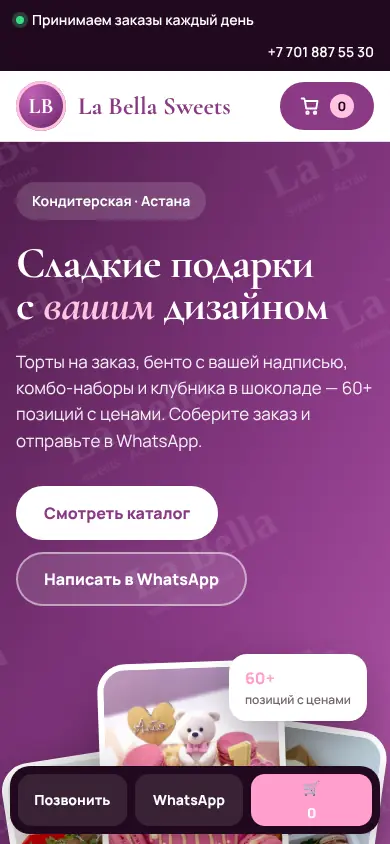 Принимаем заказы каждый день
+7 701 887 55 30
LB
La Bella Sweets
0
Кондитерская · Астана
Сладкие подарки
с вашим дизайном
Торты на заказ, бенто с вашей надписью,
комбо-наборы и клубника в шоколаде — 60+
позиций с ценами. Соберите заказ и
отправьте в WhatsApp.
Смотреть каталог
Написать в WhatsApp
La Bella
60+
позиций с ценами
Позвонить
WhatsApp
0